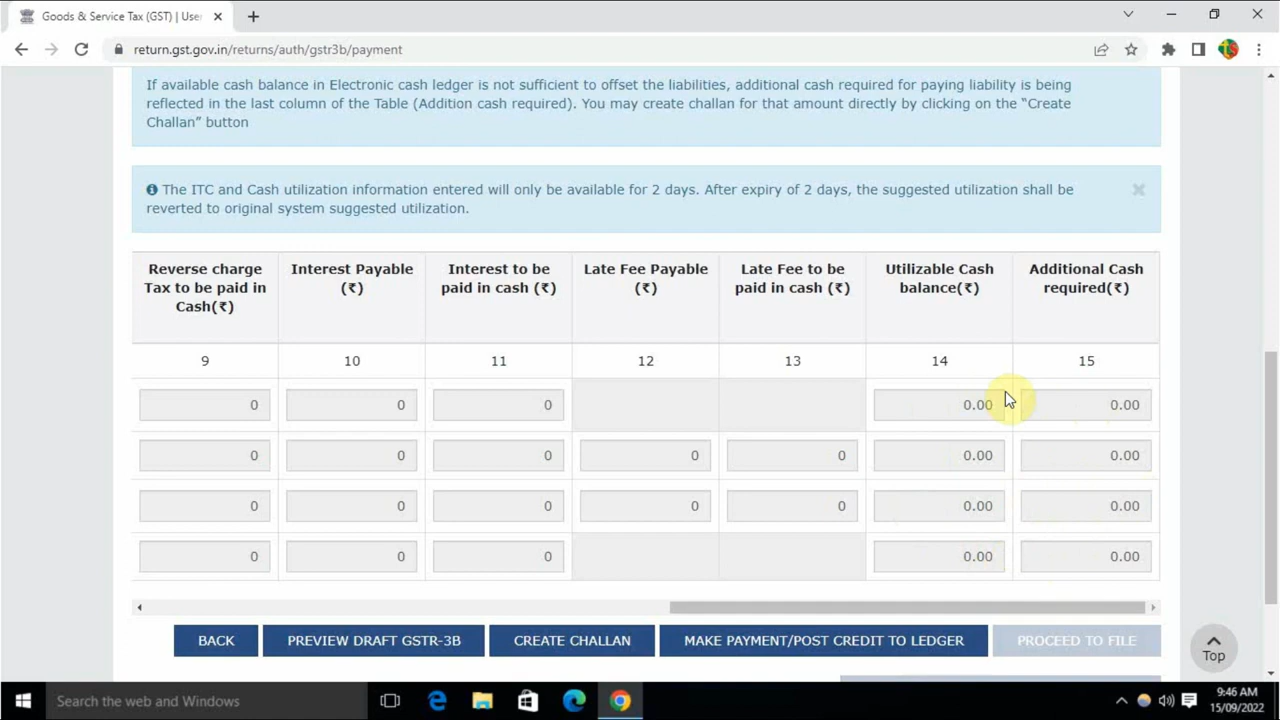 Goods & Service Tax (GST) | User
return.gst.gov.in/returns/auth/gstr3b/payment
If available cash balance in Electronic cash ledger is not sufficient to offset the liabilities, additional cash required for paying liability is being
reflected in the last column of the Table (Addition cash required). You may create challan for that amount directly by clicking on the “Create
Challan” button
The ITC and Cash utilization information entered will only be available for 2 days. After expiry of 2 days, the suggested utilization shall be
reverted to original system suggested utilization.
Reverse charge Tax to be paid in Cash(₹)
Interest Payable (₹)
Interest to be paid in cash (₹)
Late Fee Payable (₹)
Late Fee to be paid in cash (₹)
Utilizable Cash balance(₹)
Additional Cash required(₹)
9 10 11 12 13 14 15
0 0 0 0.00 0.00
0 0 0 0 0 0.00 0.00
0 0 0 0 0 0.00 0.00
0 0 0 0.00 0.00
BACK PREVIEW DRAFT GSTR-3B CREATE CHALLAN MAKE PAYMENT/POST CREDIT TO LEDGER PROCEED TO FILE
Top
Search the web and Windows
9:46 AM
15/09/2022